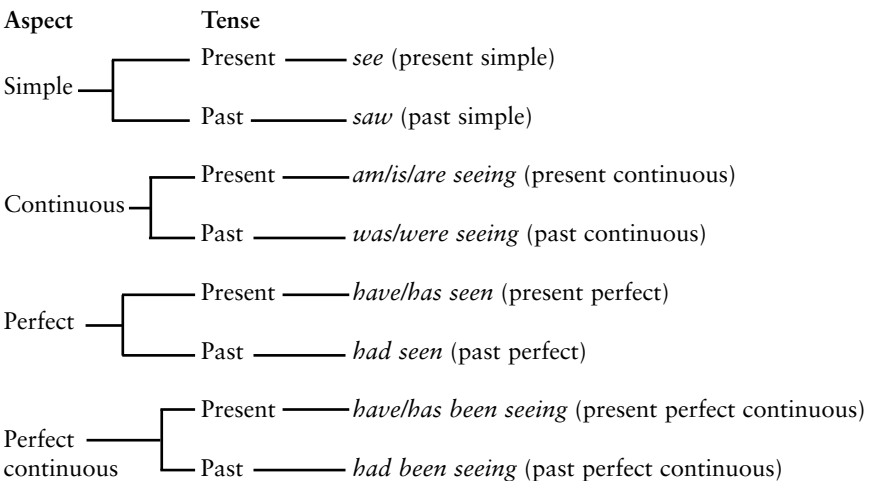 Aspect Tense
Present see (present simple)
Simple
Past saw (past simple)
Present am/is/are seeing (present continuous)
Continuous
Past was/were seeing (past continuous)
Present have/has seen (present perfect)
Perfect
Past had seen (past perfect)
Present have/has been seeing (present perfect continuous)
Perfect
continuous Past had been seeing (past perfect continuous)